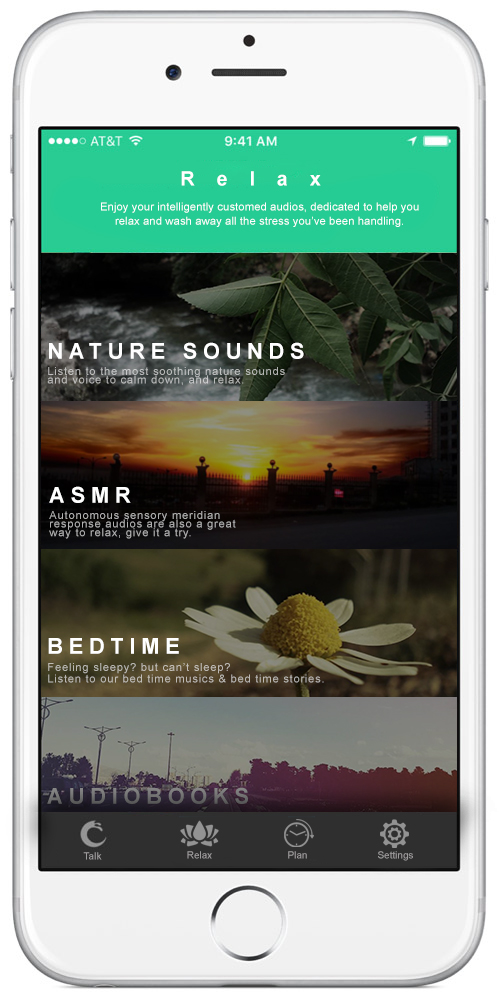 AT&T 9:41 AM
Relax
Enjoy your intelligently customed audios, dedicated to help you
relax and wash away all the stress you've been handling.
NATURE SOUNDS
Listen to the most soothing nature sounds
and voice to calm down, and relax.
ASMR
Autonomous sensory meridian
response audios are also a great
way to relax, give it a try.
BEDTIME
Feeling sleepy? but can't sleep?
Listen to our bed time musics & bed time stories.
AUDIOBOOKS
Talk Relax Plan Settings